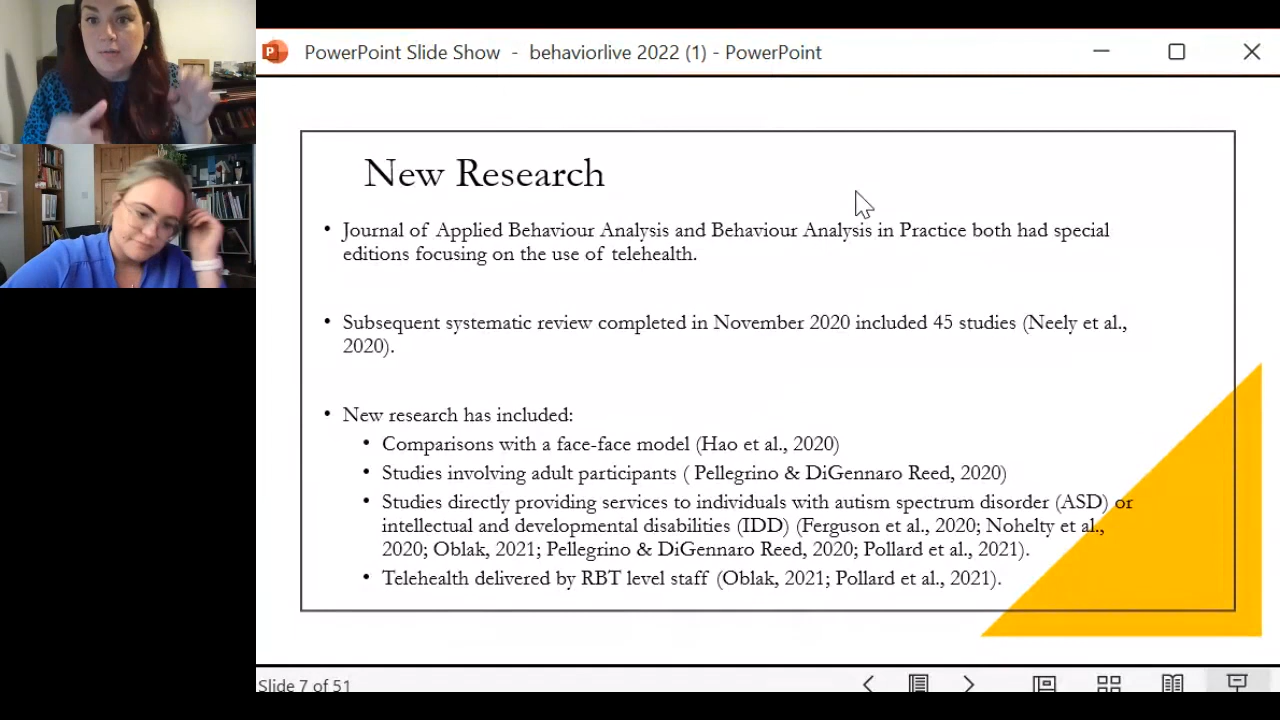 PowerPoint Slide Show - behaviorlive 2022 (1) - PowerPoint
New Research
• Journal of Applied Behaviour Analysis and Behaviour Analysis in Practice both had special
editions focusing on the use of telehealth.
• Subsequent systematic review completed in November 2020 included 45 studies (Neely et al.,
2020).
• New research has included:
• Comparisons with a face-face model (Hao et al., 2020)
• Studies involving adult participants ( Pellegrino & DiGennaro Reed, 2020)
• Studies directly providing services to individuals with autism spectrum disorder (ASD) or
intellectual and developmental disabilities (IDD) (Ferguson et al., 2020; Nohelty et al.,
2020; Oblak, 2021; Pellegrino & DiGennaro Reed, 2020; Pollard et al., 2021).
• Telehealth delivered by RBT level staff (Oblak, 2021; Pollard et al., 2021).
Slide 7 of 51